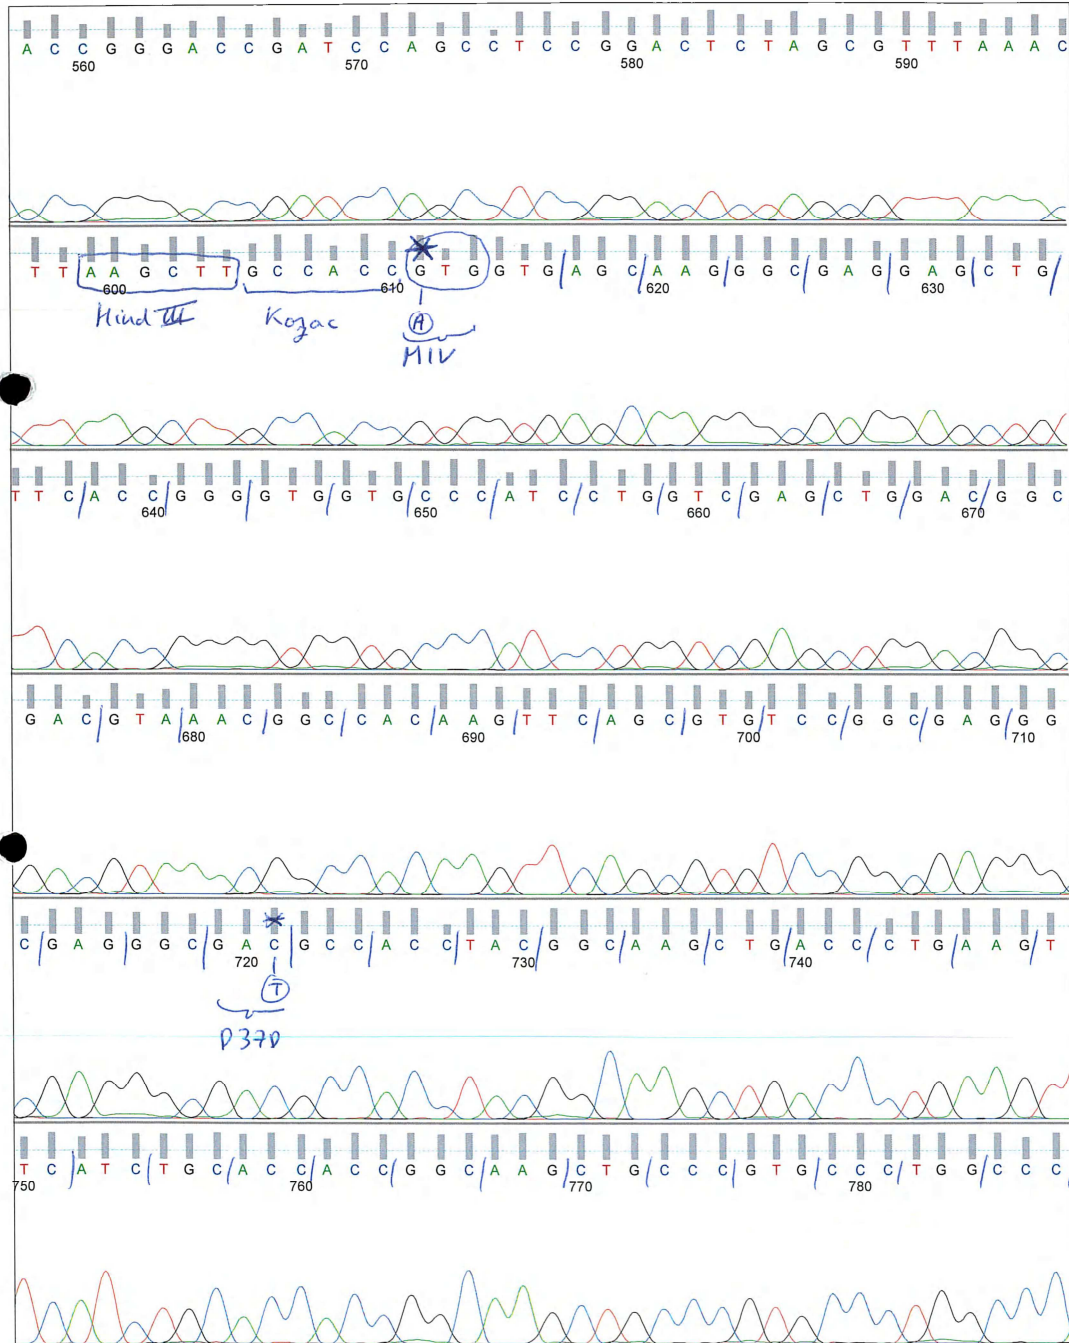 A C C G G G A C C G A T C C A G C C T C C G G A C T C T A G C G T T T A A A C
560 570 580 590
T T A A G C T T G C C A C C G T G G T G / A G C / A A G / G G C / G A G / G A G / C T G /
600 610 620 630
Hind III Kozac A
M1V
T T C / A C C / G G G / G T G / G T G / C C C / A T C / C T G / G T C / G A G / C T G / G A C / G G C
640 650 660 670
G A C / G T A / A A C / G G C / C A C / A A G / T T C / A G C / G T G / T C C / G G C / G A G / G G
680 690 700 710
C / G A G / G G C / G A C / G C C / A C C / T A C / G G C / A A G / C T G / A C C / C T G / A A G / T
720 730 740
T
D37D
T C / A T C / T G C / A C C / A C C / G G C / A A G / C T G / C C C / G T G / C C C / T G G / C C C
750 760 770 780